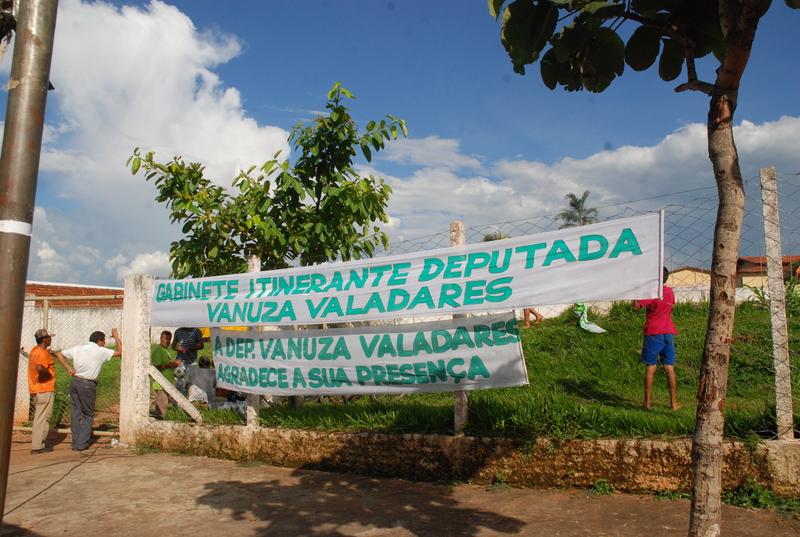 GABINETE ITINERANTE DEPUTADA
VANUZA VALADARES
A DEP. VANUZA VALADARES
AGRADECE A SUA PRESENÇA